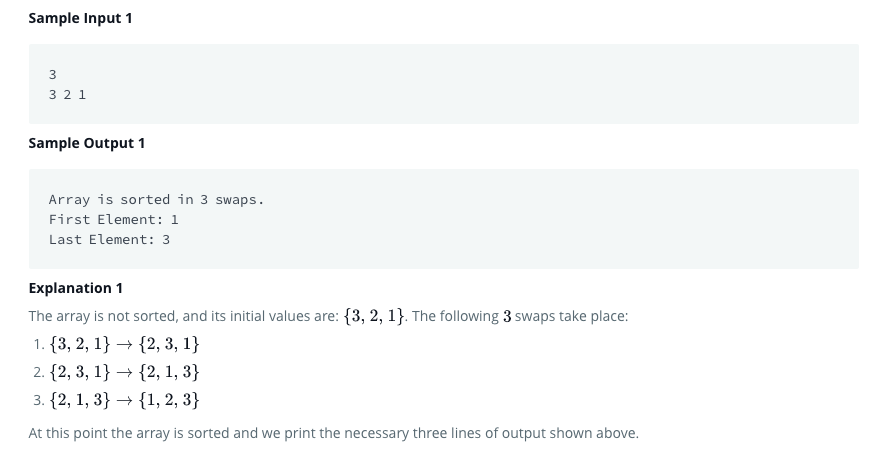 Sample Input 1
3
3 2 1
Sample Output 1
Array is sorted in 3 swaps.
First Element: 1
Last Element: 3
Explanation 1
The array is not sorted, and its initial values are: {3, 2, 1}. The following 3 swaps take place:
1. {3, 2, 1} → {2, 3, 1}
2. {2, 3, 1} → {2, 1, 3}
3. {2, 1, 3} → {1, 2, 3}
At this point the array is sorted and we print the necessary three lines of output shown above.